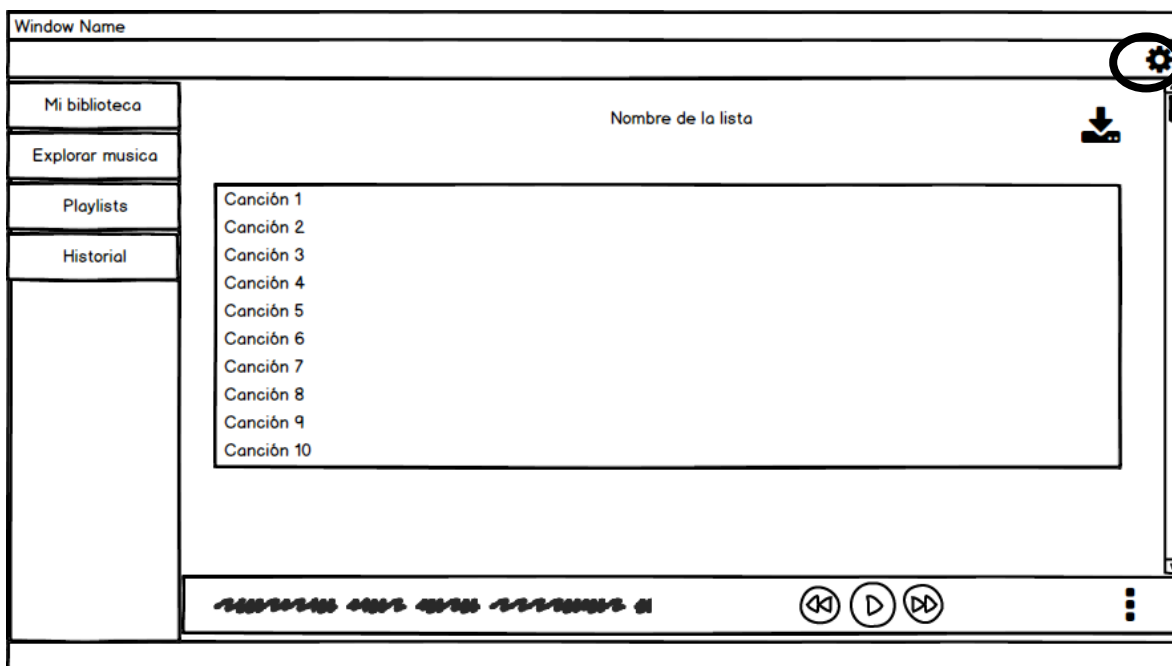 Window Name
Mi biblioteca
Explorar musica
Playlists
Historial
Nombre de la lista
Canción 1
Canción 2
Canción 3
Canción 4
Canción 5
Canción 6
Canción 7
Canción 8
Canción 9
Canción 10